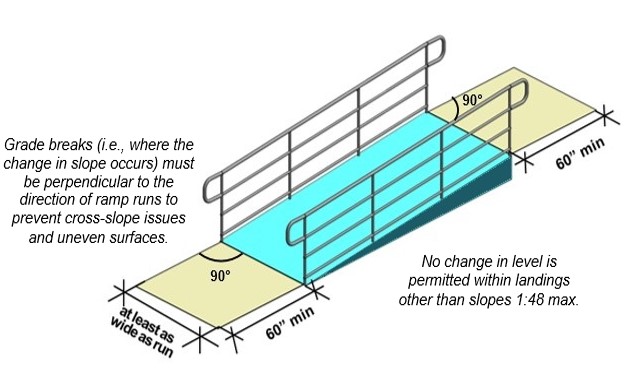 90°
60" min
Grade breaks (i.e., where the
change in slope occurs) must
be perpendicular to the
direction of ramp runs to
prevent cross-slope issues
and uneven surfaces.
No change in level is
permitted within landings
other than slopes 1:48 max.
90°
at least as
wide as run
60" min